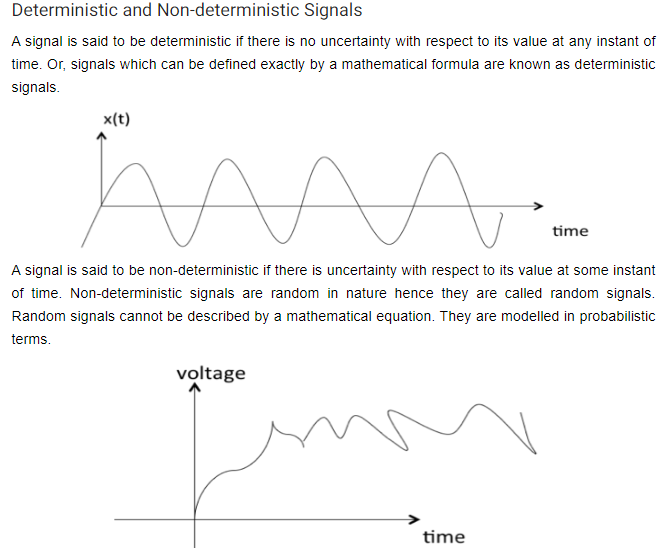 Deterministic and Non-deterministic Signals
A signal is said to be deterministic if there is no uncertainty with respect to its value at any instant of
time. Or, signals which can be defined exactly by a mathematical formula are known as deterministic
signals.
x(t)
time
A signal is said to be non-deterministic if there is uncertainty with respect to its value at some instant
of time. Non-deterministic signals are random in nature hence they are called random signals.
Random signals cannot be described by a mathematical equation. They are modelled in probabilistic
terms.
voltage
time